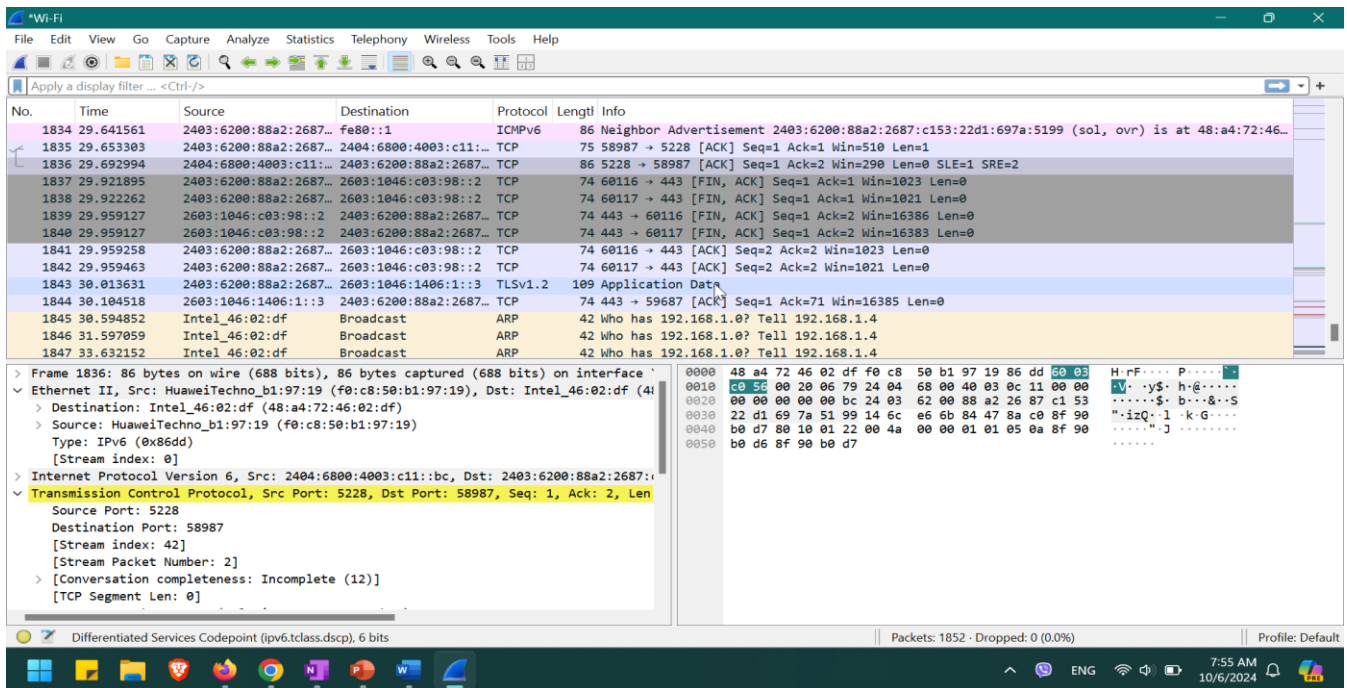 *Wi-Fi
File Edit View Go Capture Analyze Statistics Telephony Wireless Tools Help
Apply a display filter ... <Ctrl-/>
No. Time Source Destination Protocol Lengtl Info
1834 29.641561 2403:6200:88a2:2687… fe80::1 ICMPv6 86 Neighbor Advertisement 2403:6200:88a2:2687:c153:22d1:697a:5199 (sol, ovr) is at 48:a4:72:46…
1835 29.653303 2403:6200:88a2:2687… 2404:6800:4003:c11:… TCP 75 58987 → 5228 [ACK] Seq=1 Ack=1 Win=510 Len=1
1836 29.692994 2404:6800:4003:c11:… 2403:6200:88a2:2687… TCP 86 5228 → 58987 [ACK] Seq=1 Ack=2 Win=290 Len=0 SLE=1 SRE=2
1837 29.921895 2403:6200:88a2:2687… 2603:1046:c03:98::2 TCP 74 60116 → 443 [FIN, ACK] Seq=1 Ack=1 Win=1023 Len=0
1838 29.922262 2403:6200:88a2:2687… 2603:1046:c03:98::2 TCP 74 60117 → 443 [FIN, ACK] Seq=1 Ack=1 Win=1021 Len=0
1839 29.959127 2603:1046:c03:98::2 2403:6200:88a2:2687… TCP 74 443 → 60116 [FIN, ACK] Seq=1 Ack=2 Win=16386 Len=0
1840 29.959127 2603:1046:c03:98::2 2403:6200:88a2:2687… TCP 74 443 → 60117 [FIN, ACK] Seq=1 Ack=2 Win=16383 Len=0
1841 29.959258 2403:6200:88a2:2687… 2603:1046:c03:98::2 TCP 74 60116 → 443 [ACK] Seq=2 Ack=2 Win=1023 Len=0
1842 29.959463 2403:6200:88a2:2687… 2603:1046:c03:98::2 TCP 74 60117 → 443 [ACK] Seq=2 Ack=2 Win=1021 Len=0
1843 30.013631 2403:6200:88a2:2687… 2603:1046:1406:1::3 TLSv1.2 109 Application Data
1844 30.104518 2603:1046:1406:1::3 2403:6200:88a2:2687… TCP 74 443 → 59687 [ACK] Seq=1 Ack=71 Win=16385 Len=0
1845 30.594852 Intel_46:02:df Broadcast ARP 42 Who has 192.168.1.0? Tell 192.168.1.4
1846 31.597059 Intel_46:02:df Broadcast ARP 42 Who has 192.168.1.0? Tell 192.168.1.4
1847 33.632152 Intel_46:02:df Broadcast ARP 42 Who has 192.168.1.0? Tell 192.168.1.4
Frame 1836: 86 bytes on wire (688 bits), 86 bytes captured (688 bits) on interface
Ethernet II, Src: HuaweiTechno_b1:97:19 (f0:c8:50:b1:97:19), Dst: Intel_46:02:df (48
Destination: Intel_46:02:df (48:a4:72:46:02:df)
Source: HuaweiTechno_b1:97:19 (f0:c8:50:b1:97:19)
Type: IPv6 (0x86dd)
[Stream index: 0]
Internet Protocol Version 6, Src: 2404:6800:4003:c11::bc, Dst: 2403:6200:88a2:2687:
Transmission Control Protocol, Src Port: 5228, Dst Port: 58987, Seq: 1, Ack: 2, Len
Source Port: 5228
Destination Port: 58987
[Stream index: 42]
[Stream Packet Number: 2]
[Conversation completeness: Incomplete (12)]
[TCP Segment Len: 0]
0000 48 a4 72 46 02 df f0 c8 50 b1 97 19 86 dd 60 03 H·rF···· P·····`·
0010 c0 56 00 20 06 79 24 04 68 00 40 03 0c 11 00 00 ·V· ·y$· h·@·····
0020 00 00 00 00 00 bc 24 03 62 00 88 a2 26 87 c1 53 ······$· b···&··S
0030 22 d1 69 7a 51 99 14 6c e6 6b 84 47 8a c0 8f 90 "·izQ··l ·k·G····
0040 b0 d7 80 10 01 22 00 4a 00 00 01 01 05 0a 8f 90 ·····"·J ········
0050 b0 d6 8f 90 b0 d7 ······
Differentiated Services Codepoint (ipv6.tclass.dscp), 6 bits Packets: 1852 · Dropped: 0 (0.0%) Profile: Default
ENG 7:55 AM
10/6/2024